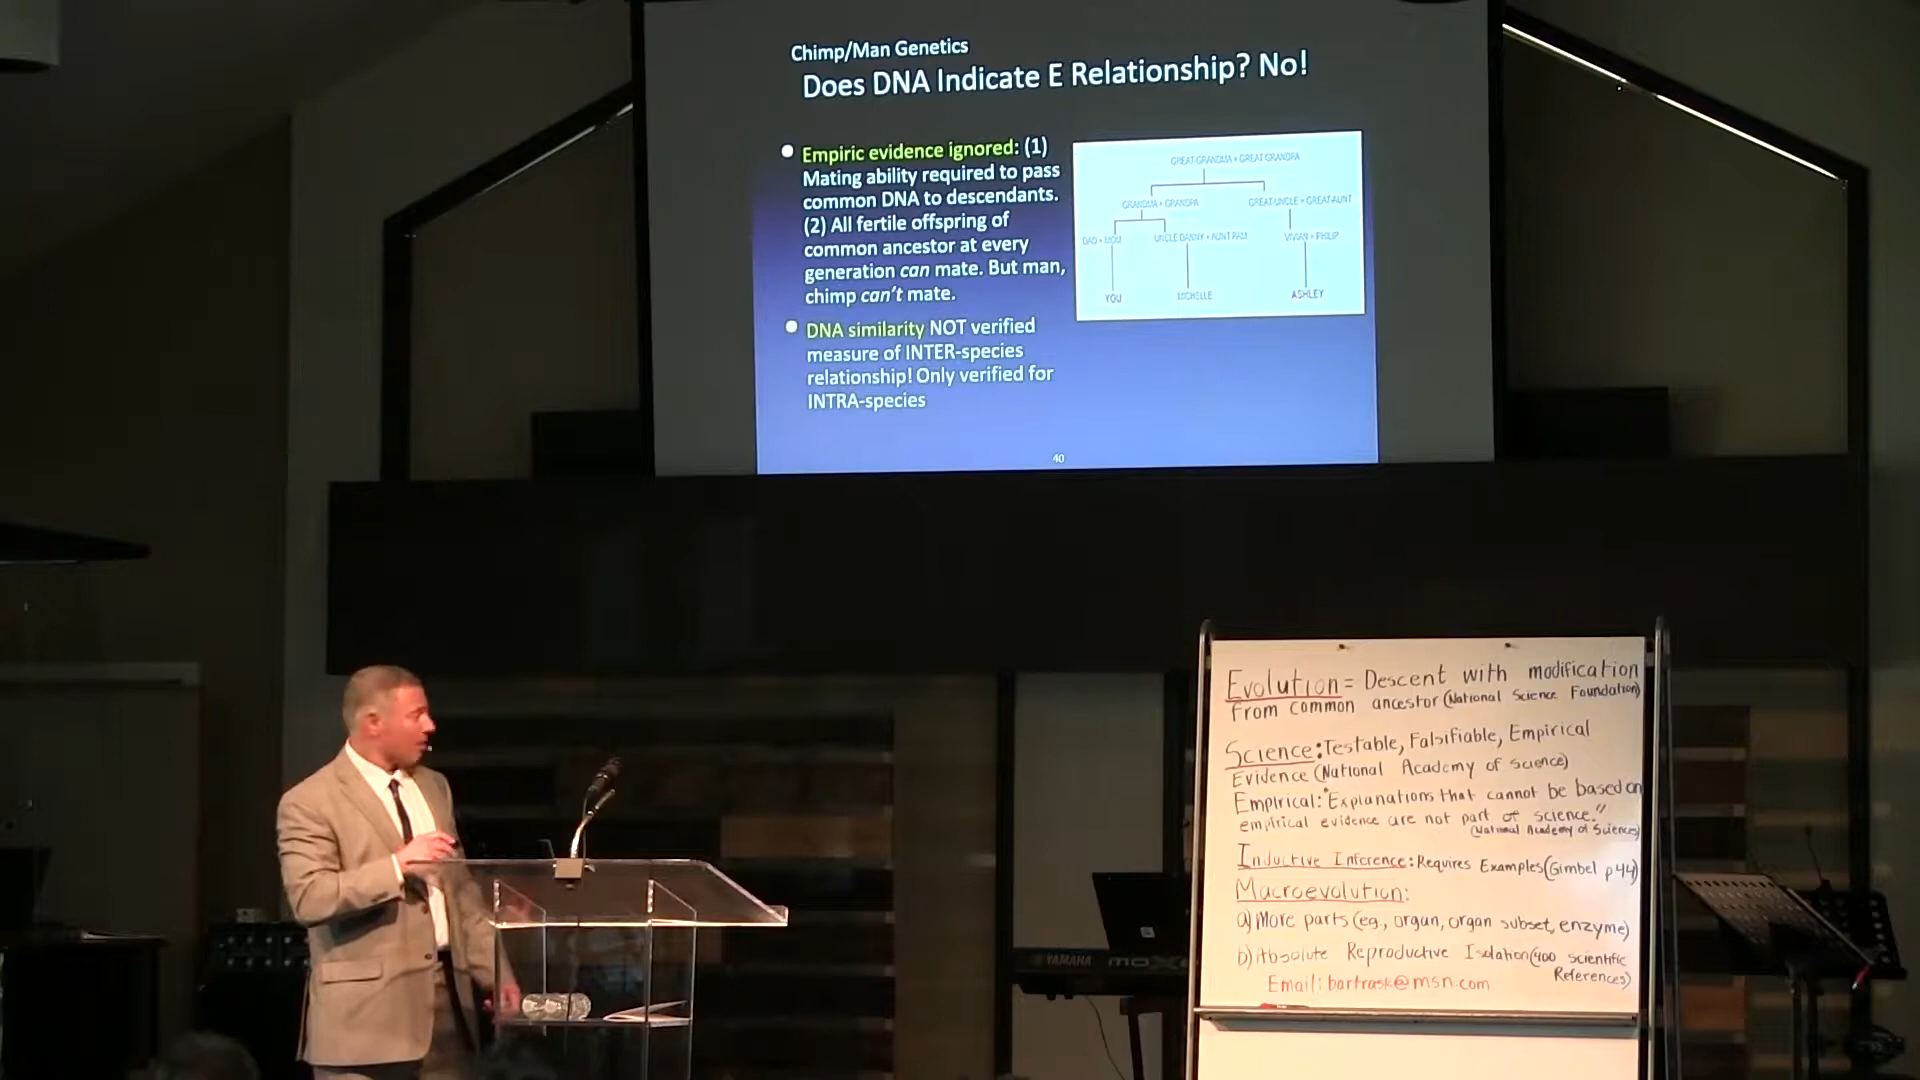 Chimp/Man Genetics
Does DNA Indicate E Relationship? No!
Empiric evidence ignored: (1)
Mating ability required to pass
common DNA to descendants.
(2) All fertile offspring of
common ancestor at every
generation can mate. But man,
chimp can't mate.
DNA similarity NOT verified
measure of INTER-species
relationship! Only verified for
INTRA-species
GREAT GRANDMA + GREAT GRANDPA
GRANDMA + GRANDPA
GREAT UNCLE + GREAT AUNT
DAD + MOM
UNCLE DANNY + AUNT PAM
VIVIAN + PHILIP
YOU
MICHELLE
ASHLEY
40
Evolution = Descent with modification
From common ancestor (National Science Foundation)
Science: Testable, Falsifiable, Empirical
Evidence (National Academy of Science)
Empirical: "Explanations that cannot be based on
empirical evidence are not part of science."
(National Academy of Sciences)
Inductive Inference: Requires Examples (Gimbel p44)
Macroevolution:
a) More parts (eg., organ, organ subset, enzyme)
b) Absolute Reproductive Isolation (400 scientific
References)
Email: bartrask@msn.com
YAMAHA